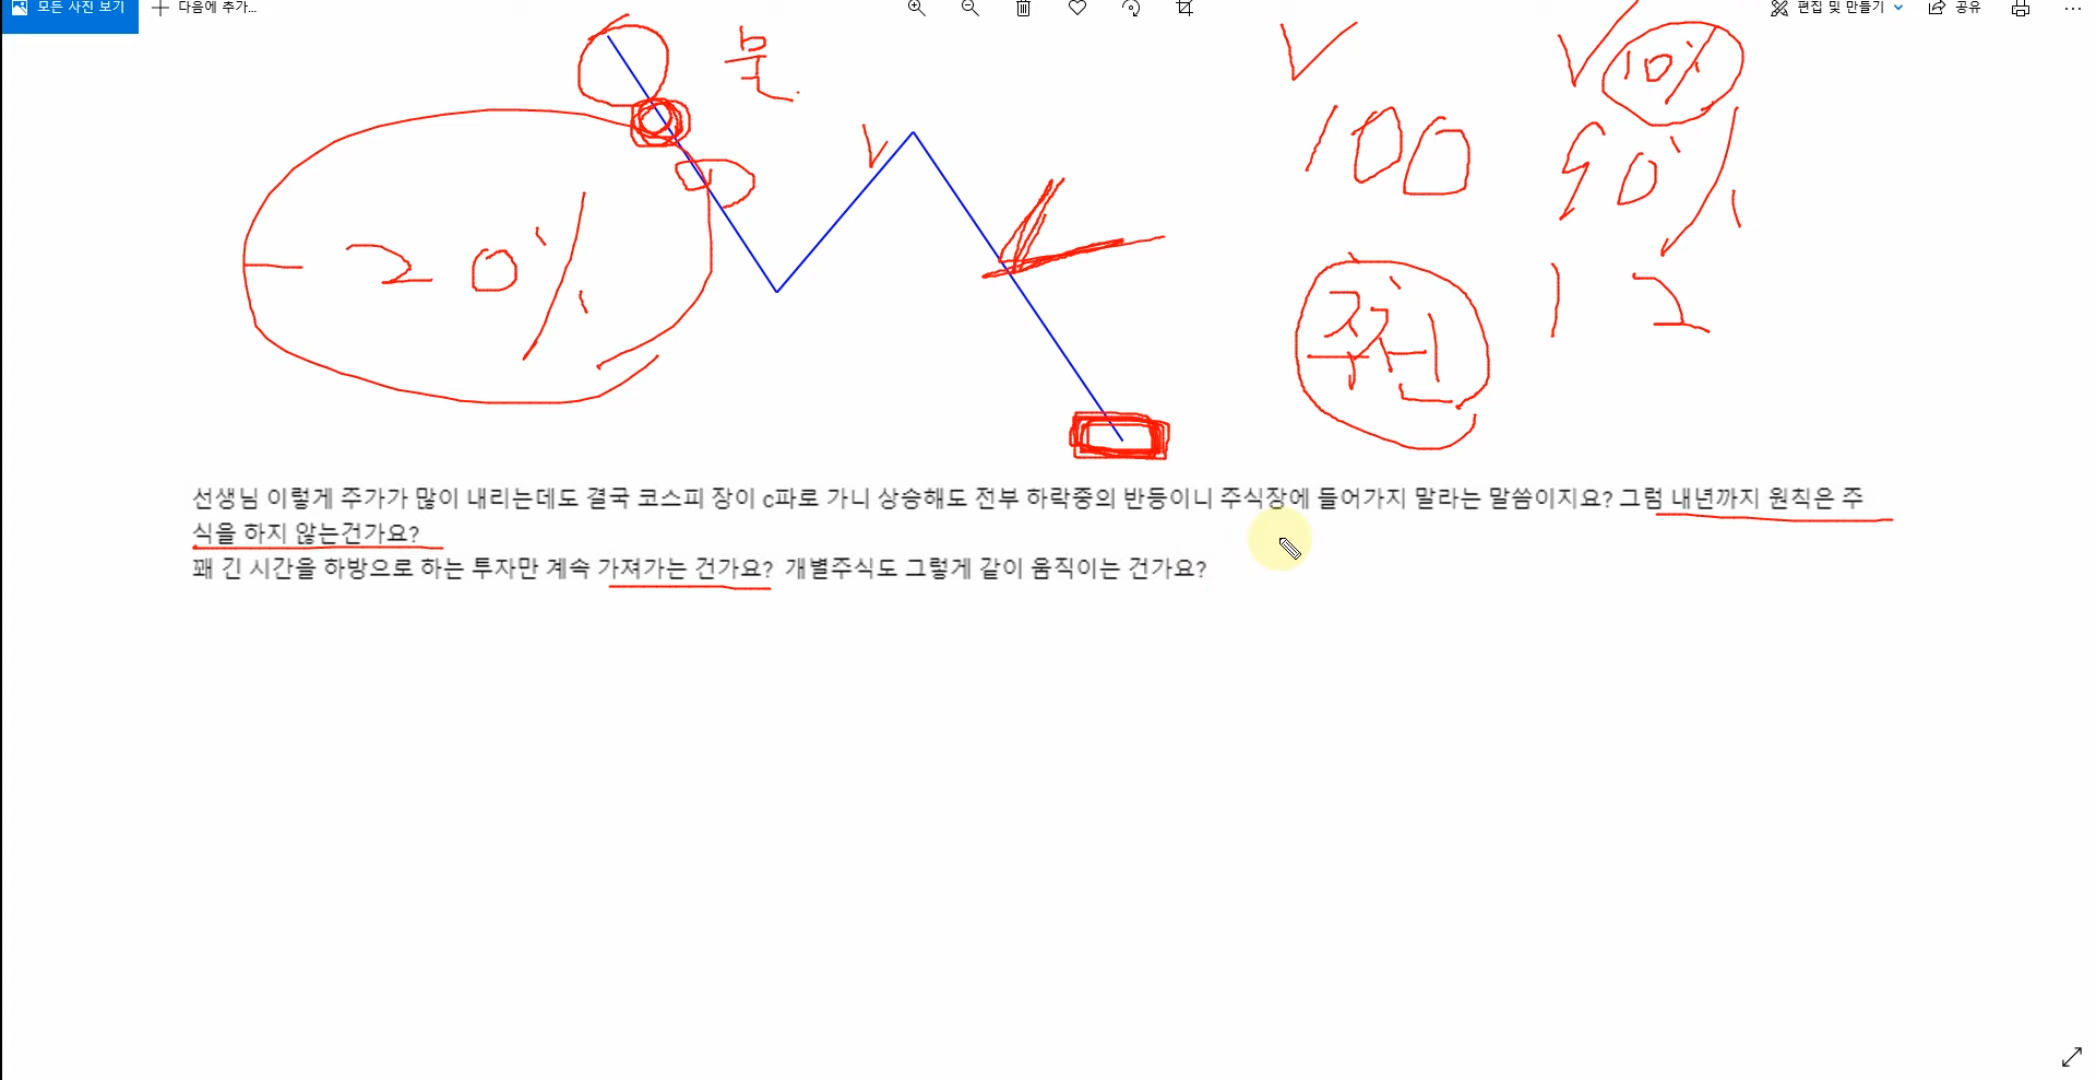 모든 사진 보기
다음에 추가...
편집 및 만들기
공유
문
100
10%
90%
- 20%
주천
12
선생님 이렇게 주가가 많이 내리는데도 결국 코스피 장이 c파로 가니 상승해도 전부 하락중의 반등이니 주식장에 들어가지 말라는 말씀이지요? 그럼 내년까지 원칙은 주
식을 하지 않는건가요?
꽤 긴 시간을 하방으로 하는 투자만 계속 가져가는 건가요? 개별주식도 그렇게 같이 움직이는 건가요?